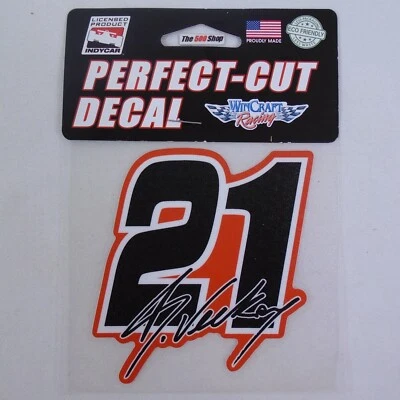 LICENSED
PRODUCT
INDYCAR
The 500 Shop
PROUDLY MADE
ECO FRIENDLY
PERFECT-CUT
DECAL
WINCRAFT
Racing
21